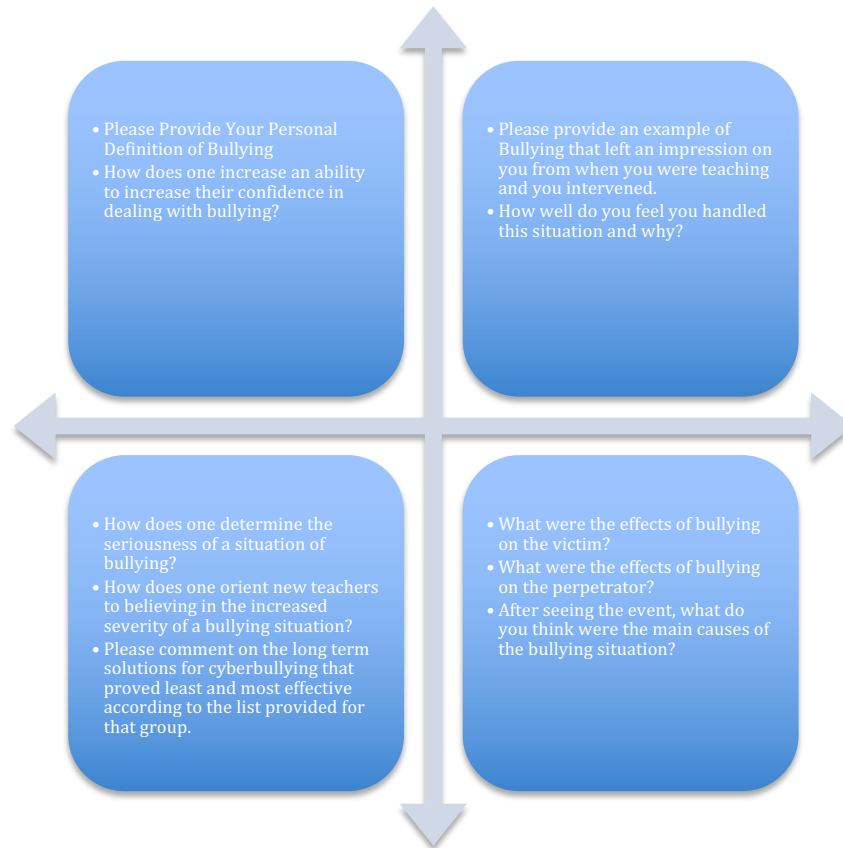 • Please Provide Your Personal
Definition of Bullying
• How does one increase an ability
to increase their confidence in
dealing with bullying?
• Please provide an example of
Bullying that left an impression on
you from when you were teaching
and you intervened.
• How well do you feel you handled
this situation and why?
• How does one determine the
seriousness of a situation of
bullying?
• How does one orient new teachers
to believing in the increased
severity of a bullying situation?
• Please comment on the long term
solutions for cyberbullying that
proved least and most effective
according to the list provided for
that group.
• What were the effects of bullying
on the victim?
• What were the effects of bullying
on the perpetrator?
• After seeing the event, what do
you think were the main causes of
the bullying situation?